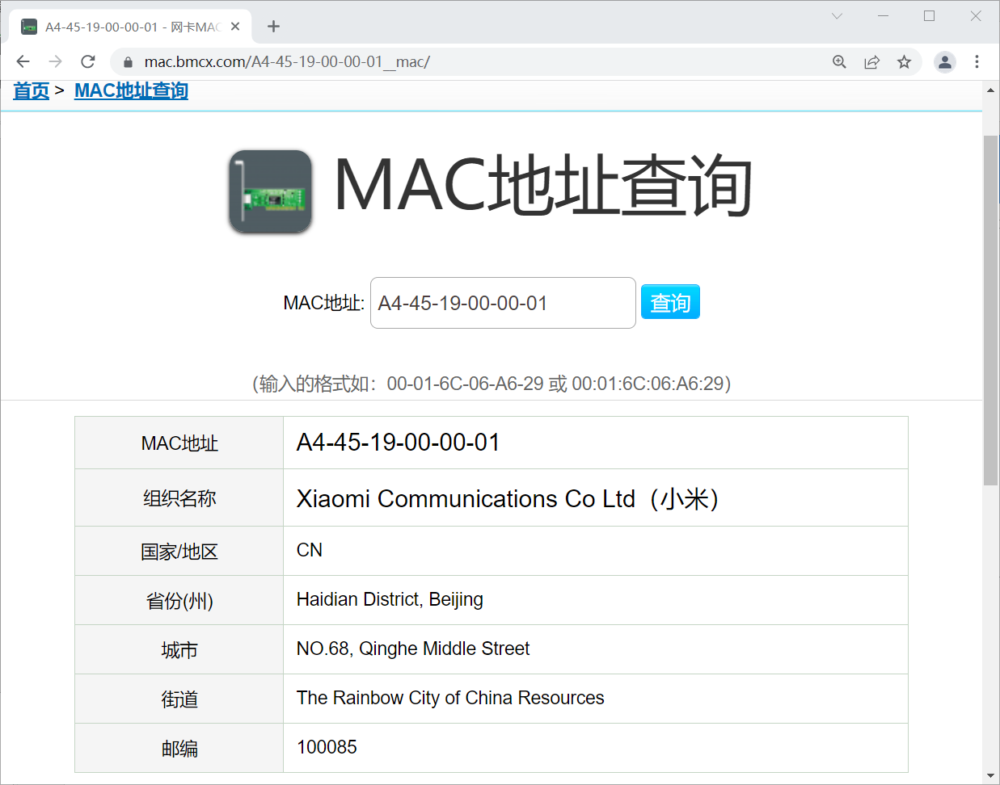 A4-45-19-00-00-01 - 网卡MAC
mac.bmcx.com/A4-45-19-00-00-01__mac/
首页 > MAC地址查询
MAC地址查询
MAC地址: A4-45-19-00-00-01 查询
(输入的格式如：00-01-6C-06-A6-29 或 00:01:6C:06:A6:29)
MAC地址 A4-45-19-00-00-01
组织名称 Xiaomi Communications Co Ltd（小米）
国家/地区 CN
省份(州) Haidian District, Beijing
城市 NO.68, Qinghe Middle Street
街道 The Rainbow City of China Resources
邮编 100085